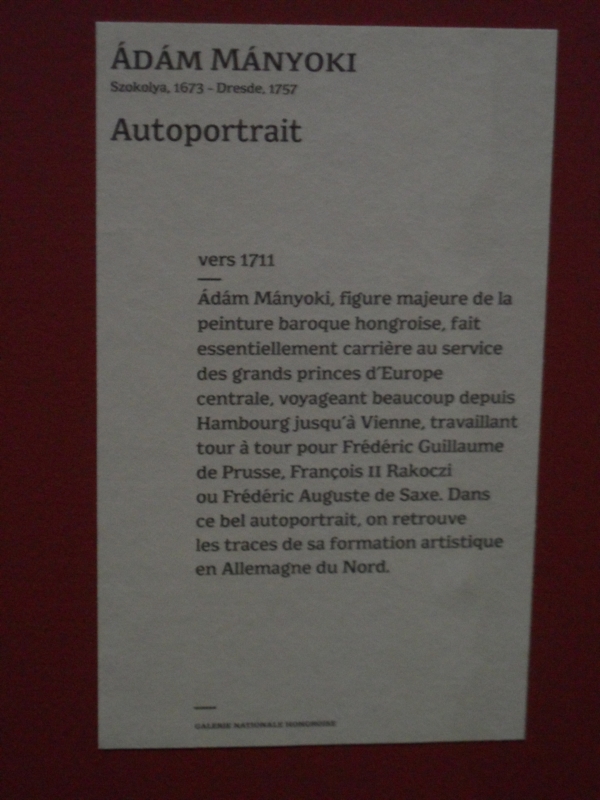 ÁDÁM MÁNYOKI
Szokolya, 1673 - Dresde, 1757
Autoportrait
vers 1711
Ádám Mányoki, figure majeure de la
peinture baroque hongroise, fait
essentiellement carrière au service
des grands princes d'Europe
centrale, voyageant beaucoup depuis
Hambourg jusqu'à Vienne, travaillant
tour à tour pour Frédéric Guillaume
de Prusse, François II Rakoczi
ou Frédéric Auguste de Saxe. Dans
ce bel autoportrait, on retrouve
les traces de sa formation artistique
en Allemagne du Nord.
GALERIE NATIONALE HONGROISE